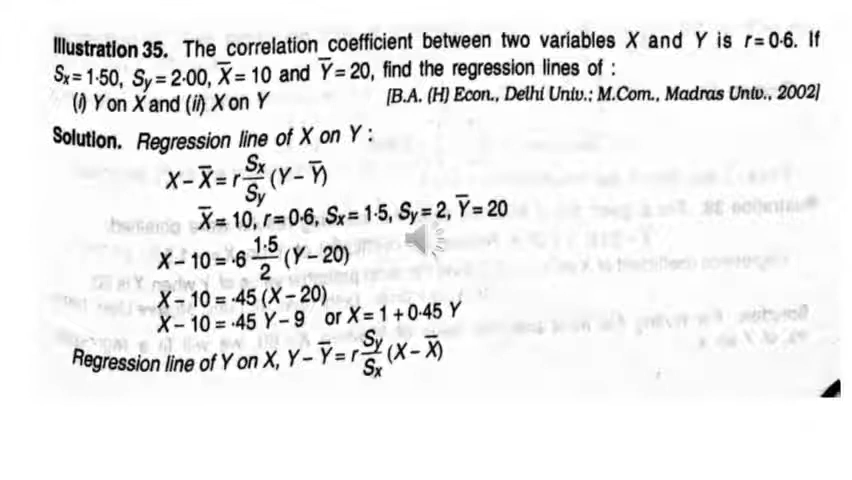 Illustration 35. The correlation coefficient between two variables X and Y is r=0·6. If
Sx=1·50, Sy=2·00, X̅=10 and Y̅=20, find the regression lines of :
(i) Y on X and (ii) X on Y [B.A. (H) Econ., Delhi Univ.; M.Com., Madras Univ., 2002]
Solution. Regression line of X on Y :
X–X̅=r Sx/Sy (Y–Y̅)
X̅=10, r=0·6, Sx=1·5, Sy=2, Y̅=20
X–10=·6 1·5/2 (Y–20)
X–10=·45 (X–20)
X–10=·45 Y–9 or X=1+0·45 Y
Regression line of Y on X, Y–Y̅=r Sy/Sx (X–X̅)